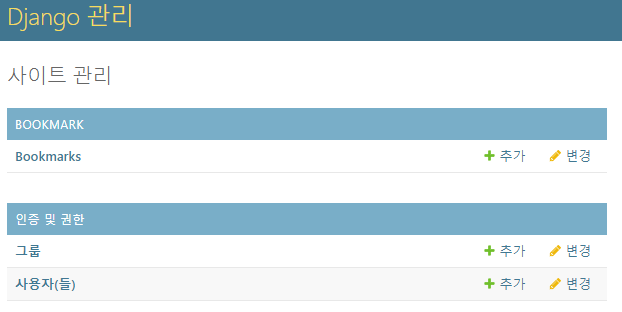 Django 관리
사이트 관리
BOOKMARK
Bookmarks 추가 변경
인증 및 권한
그룹 추가 변경
사용자(들) 추가 변경